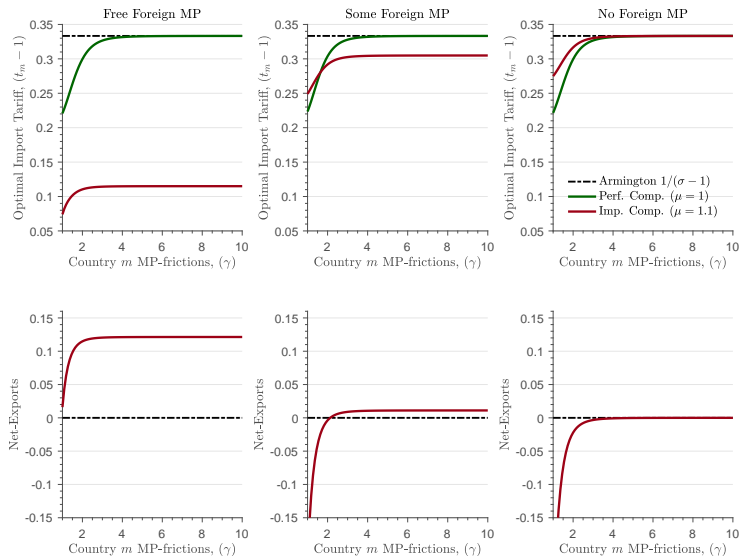 Free Foreign MP
Optimal Import Tariff, (t_m − 1)
0.35
0.3
0.25
0.2
0.15
0.1
0.05
2 4 6 8 10
Country m MP-frictions, (γ)
Some Foreign MP
Optimal Import Tariff, (t_m − 1)
0.35
0.3
0.25
0.2
0.15
0.1
0.05
2 4 6 8 10
Country m MP-frictions, (γ)
No Foreign MP
Optimal Import Tariff, (t_m − 1)
0.35
0.3
0.25
0.2
0.15
0.1
0.05
Armington 1/(σ − 1)
Perf. Comp. (μ = 1)
Imp. Comp. (μ = 1.1)
2 4 6 8 10
Country m MP-frictions, (γ)
Net-Exports
0.15
0.1
0.05
0
-0.05
-0.1
-0.15
2 4 6 8 10
Country m MP-frictions, (γ)
Net-Exports
0.15
0.1
0.05
0
-0.05
-0.1
-0.15
2 4 6 8 10
Country m MP-frictions, (γ)
Net-Exports
0.15
0.1
0.05
0
-0.05
-0.1
-0.15
2 4 6 8 10
Country m MP-frictions, (γ)